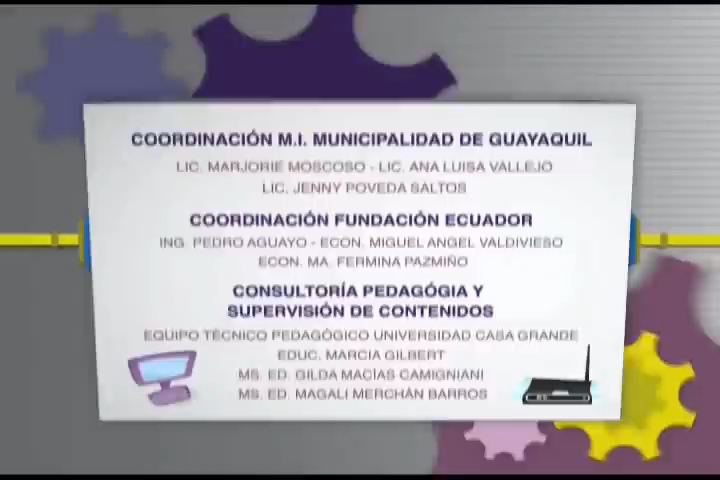 COORDINACIÓN M.I. MUNICIPALIDAD DE GUAYAQUIL
LIC. MARJORIE MOSCOSO - LIC. ANA LUISA VALLEJO
LIC. JENNY POVEDA SALTOS
COORDINACIÓN FUNDACIÓN ECUADOR
ING. PEDRO AGUAYO - ECON. MIGUEL ANGEL VALDIVIESO
ECON. MA. FERMINA PAZMIÑO
CONSULTORÍA PEDAGÓGIA Y
SUPERVISIÓN DE CONTENIDOS
EQUIPO TÉCNICO PEDAGÓGICO UNIVERSIDAD CASA GRANDE
EDUC. MARCIA GILBERT
MS. ED. GILDA MACÍAS CAMIGNIANI
MS. ED. MAGALI MERCHÁN BARROS